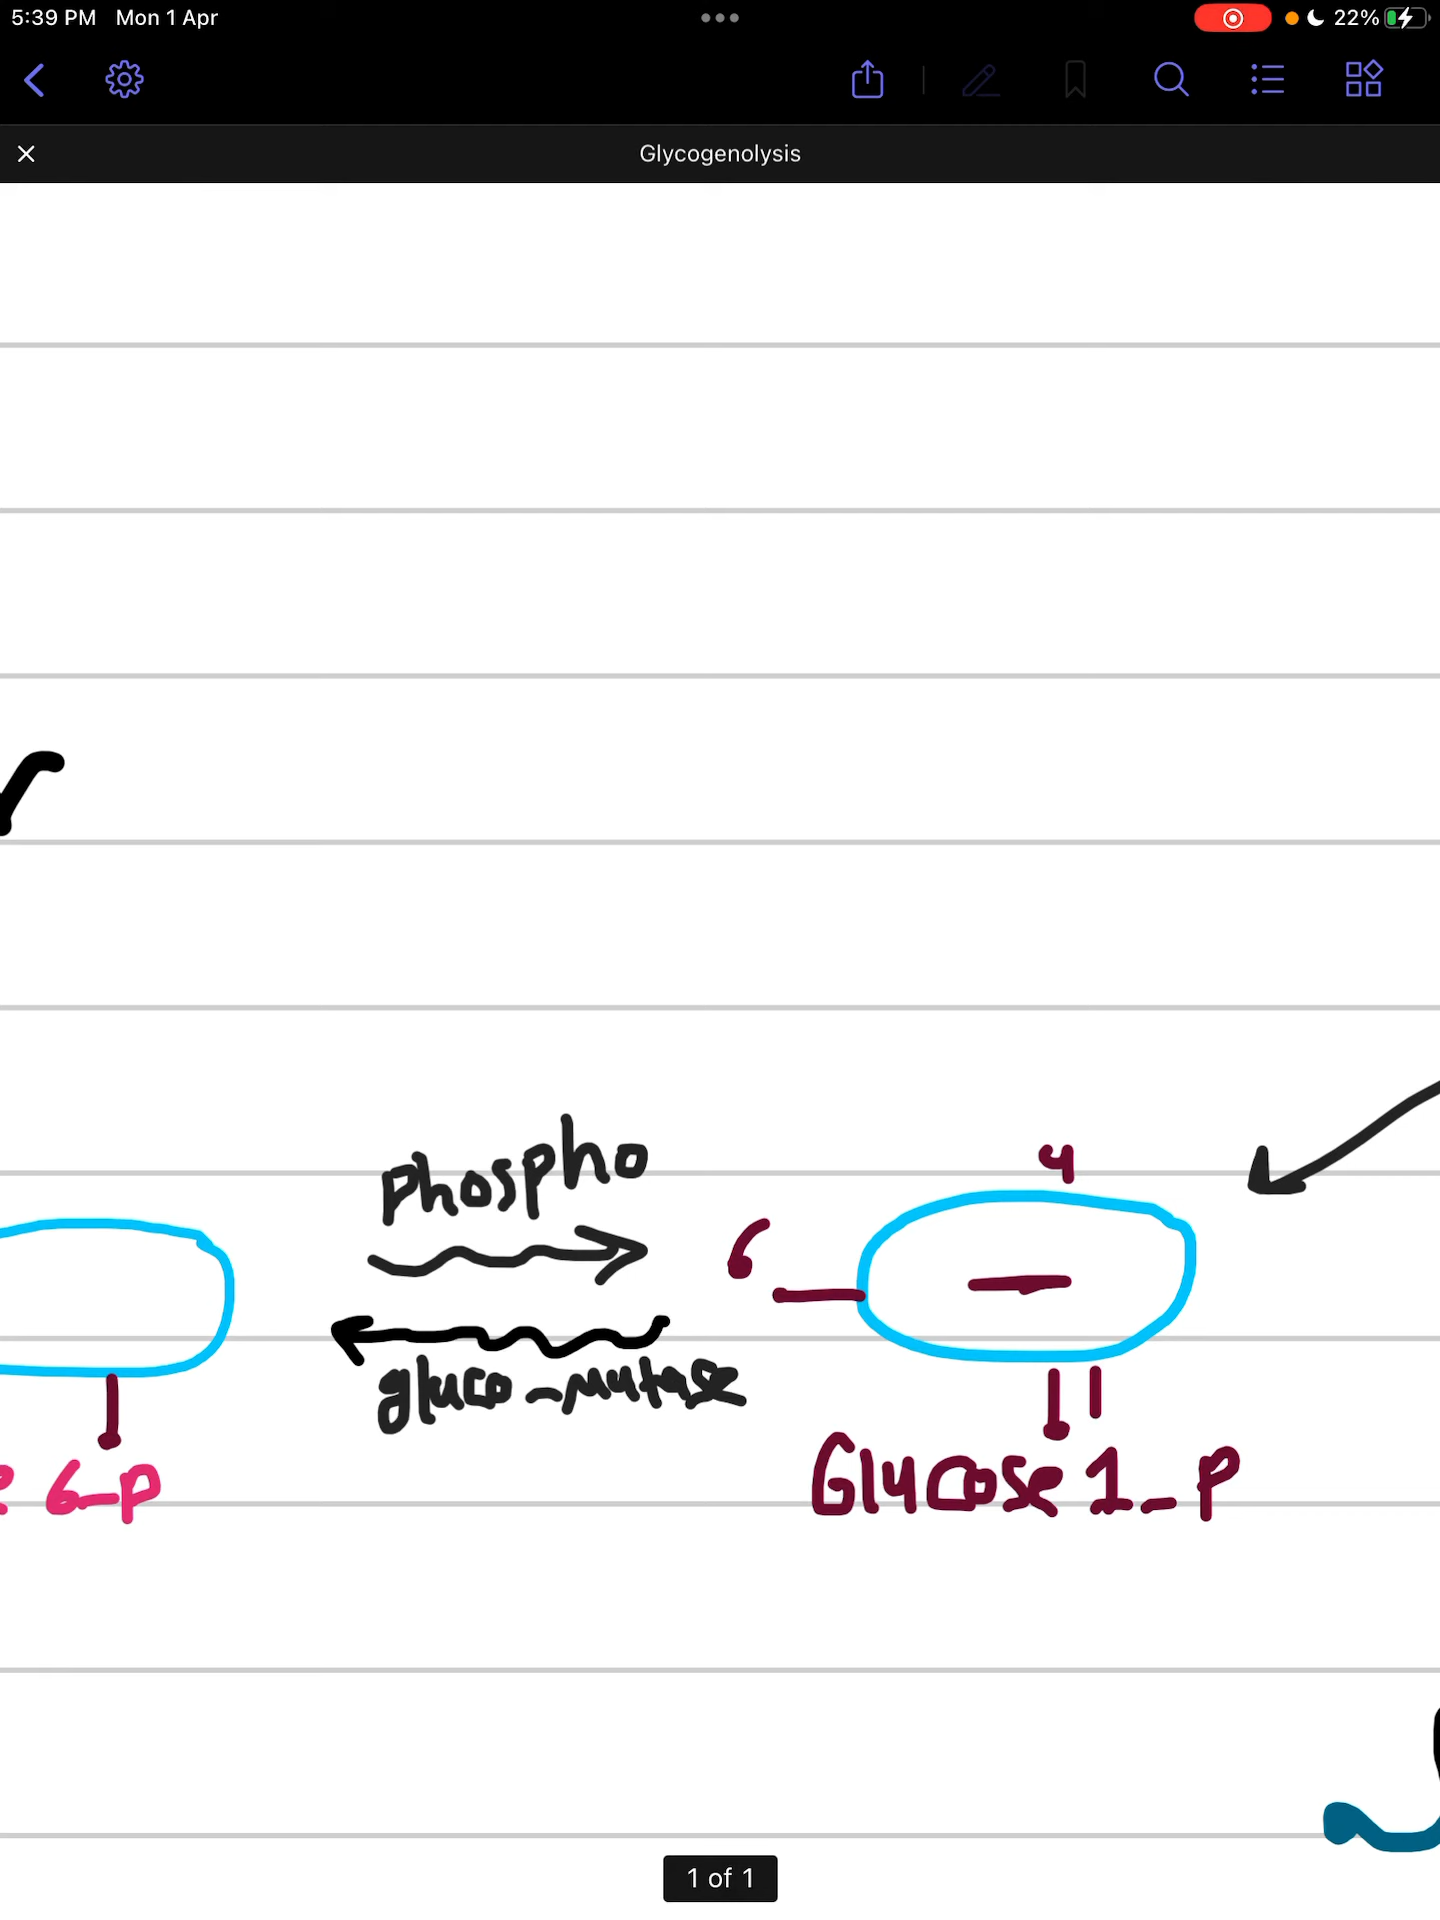 5:39 PM Mon 1 Apr
22%
Glycogenolysis
Phospho
4
6
gluco-mutase
6-P
Glucose 1-P
1 of 1